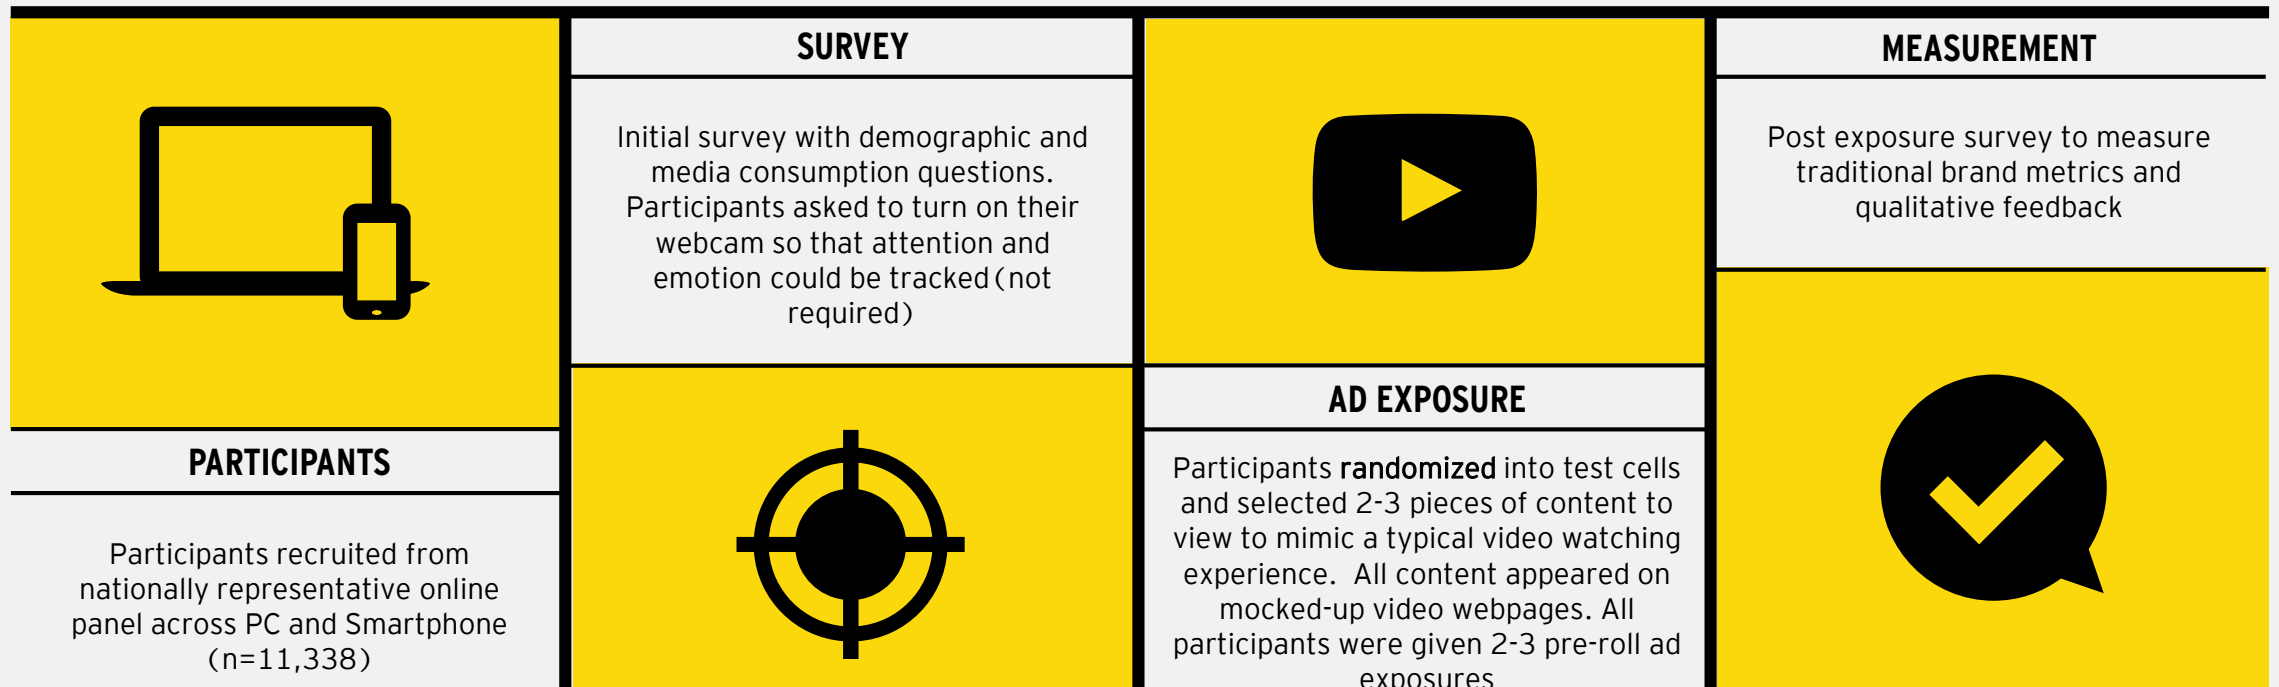 PARTICIPANTS
Participants recruited from
nationally representative online
panel across PC and Smartphone
(n=11,338)
SURVEY
Initial survey with demographic and
media consumption questions.
Participants asked to turn on their
webcam so that attention and
emotion could be tracked (not
required)
AD EXPOSURE
Participants randomized into test cells
and selected 2-3 pieces of content to
view to mimic a typical video watching
experience. All content appeared on
mocked-up video webpages. All
participants were given 2-3 pre-roll ad
exposures
MEASUREMENT
Post exposure survey to measure
traditional brand metrics and
qualitative feedback